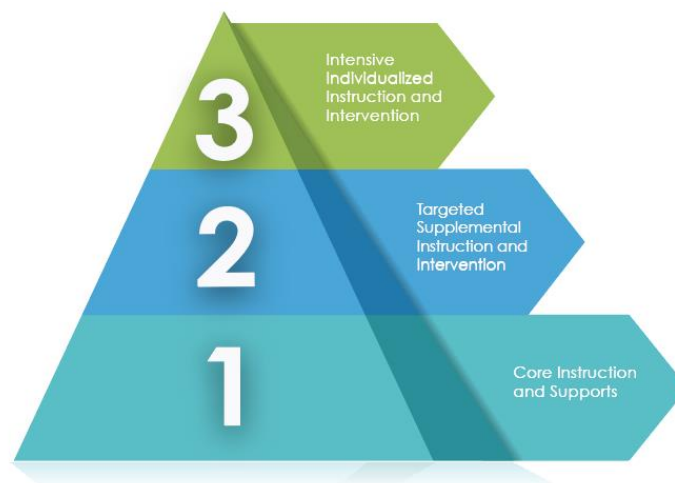 3
Intensive
Individualized
Instruction and
Intervention
2
Targeted
Supplemental
Instruction and
Intervention
1
Core Instruction
and Supports